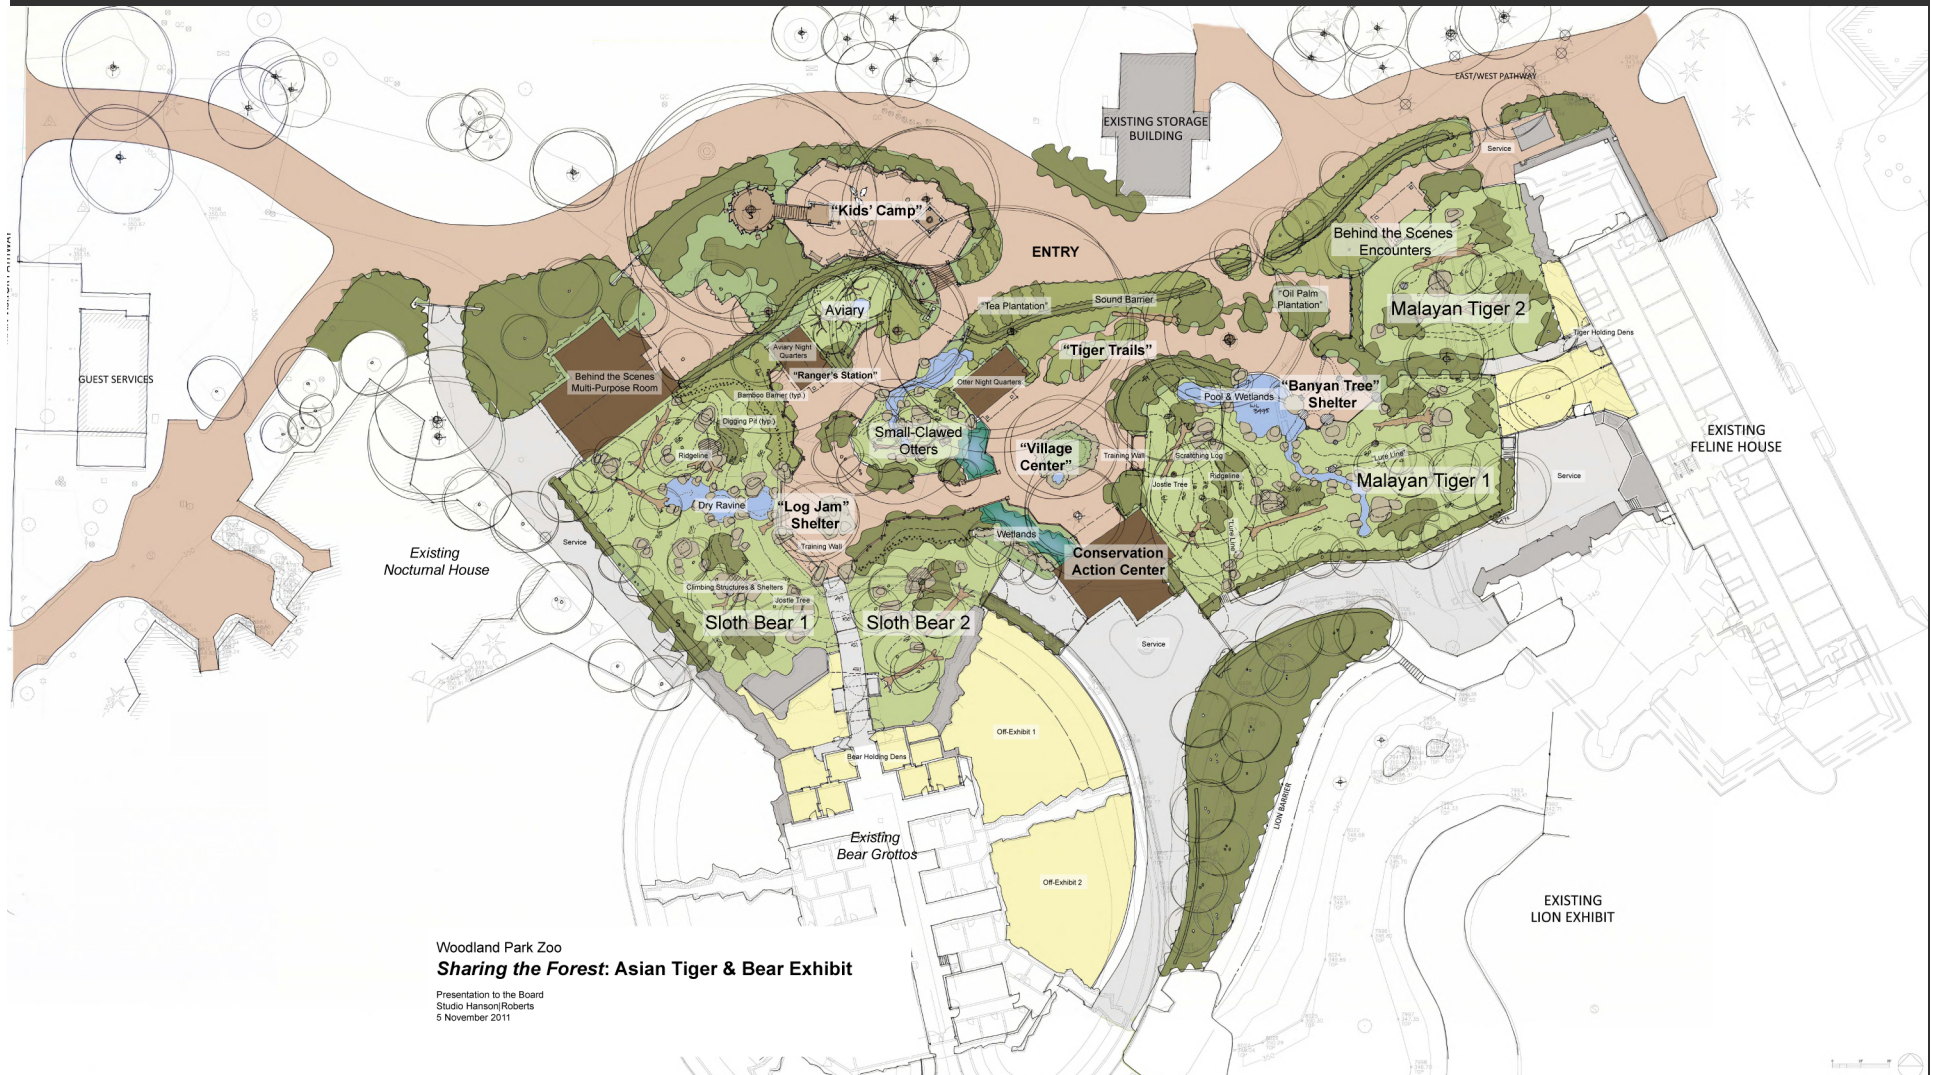 EAST/WEST PATHWAY
EXISTING STORAGE
BUILDING
Service
"Kids' Camp"
ENTRY
Behind the Scenes
Encounters
"Tea Plantation"
Sound Barrier
"Oil Palm
Plantation"
Aviary
Malayan Tiger 2
Tiger Holding Dens
GUEST SERVICES
Behind the Scenes
Multi-Purpose Room
Aviary Night
Quarters
"Ranger's Station"
Bamboo Barrier (typ.)
"Tiger Trails"
Otter Night Quarters
Pool & Wetlands
"Banyan Tree"
Shelter
Digging Pit (typ.)
Small-Clawed
Otters
"Village
Center"
Training Wall
Scratching Log
Ridgeline
Jostle Tree
"Lure Line"
Malayan Tiger 1
Service
EXISTING
FELINE HOUSE
Ridgeline
Dry Ravine
"Log Jam"
Shelter
Training Wall
Wetlands
"Lure Line"
Conservation
Action Center
Service
Existing
Nocturnal House
Climbing Structures & Shelters
Jostle Tree
Sloth Bear 1
Sloth Bear 2
Service
Off-Exhibit 1
Bear Holding Dens
LION BARRIER
Existing
Bear Grottos
Off-Exhibit 2
EXISTING
LION EXHIBIT
Woodland Park Zoo
Sharing the Forest: Asian Tiger & Bear Exhibit
Presentation to the Board
Studio Hanson|Roberts
5 November 2011